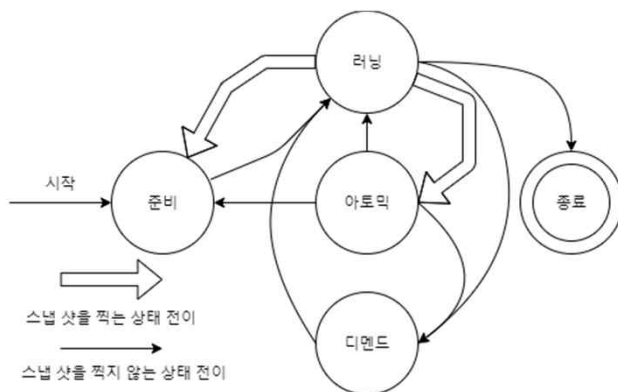 러닝
시작
준비
아토믹
종료
스냅 샷을 찍는 상태 전이
디멘드
스냅 샷을 찍지 않는 상태 전이